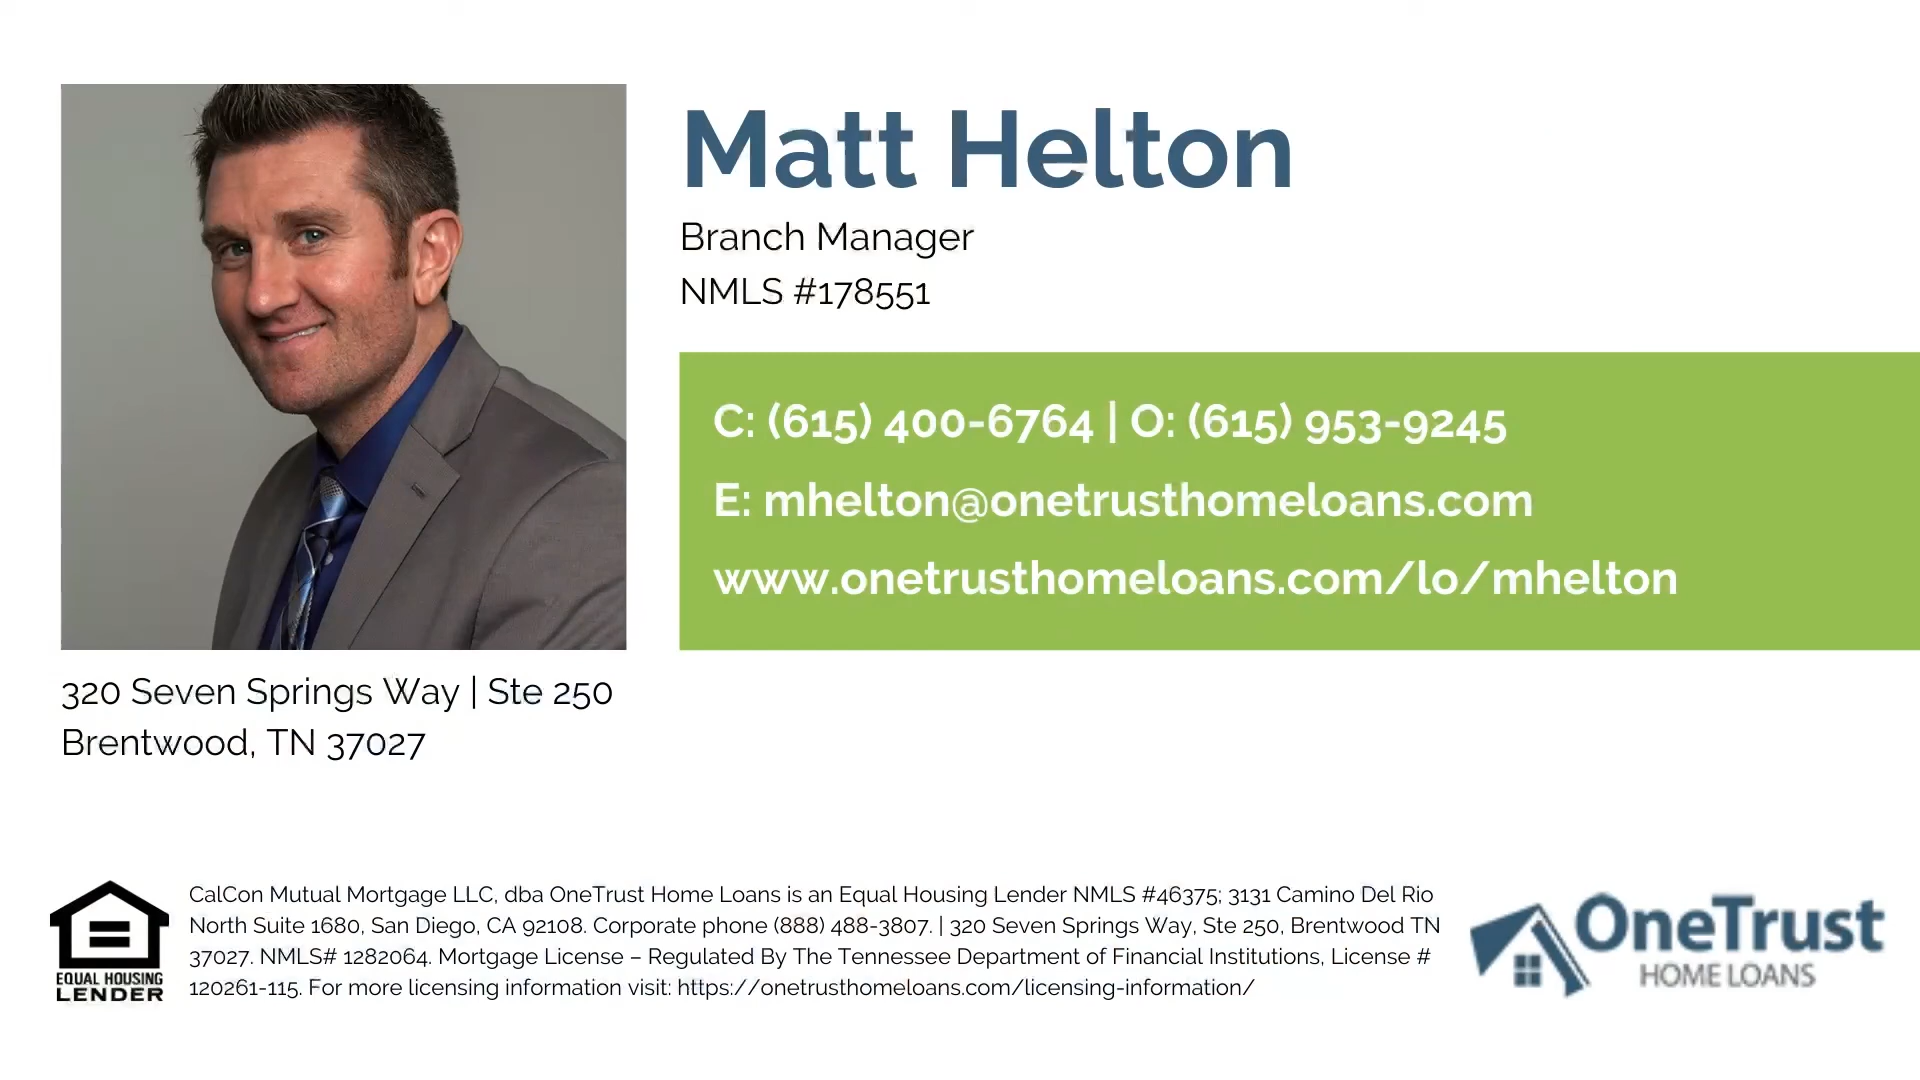 Matt Helton
Branch Manager
NMLS #178551
C: (615) 400-6764 | O: (615) 953-9245
E: mhelton@onetrusthomeloans.com
www.onetrusthomeloans.com/lo/mhelton
320 Seven Springs Way | Ste 250
Brentwood, TN 37027
EQUAL HOUSING
LENDER
CalCon Mutual Mortgage LLC, dba OneTrust Home Loans is an Equal Housing Lender NMLS #46375; 3131 Camino Del Rio
North Suite 1680, San Diego, CA 92108. Corporate phone (888) 488-3807. | 320 Seven Springs Way, Ste 250, Brentwood TN
37027. NMLS# 1282064. Mortgage License – Regulated By The Tennessee Department of Financial Institutions, License #
120261-115. For more licensing information visit: https://onetrusthomeloans.com/licensing-information/
OneTrust
HOME LOANS